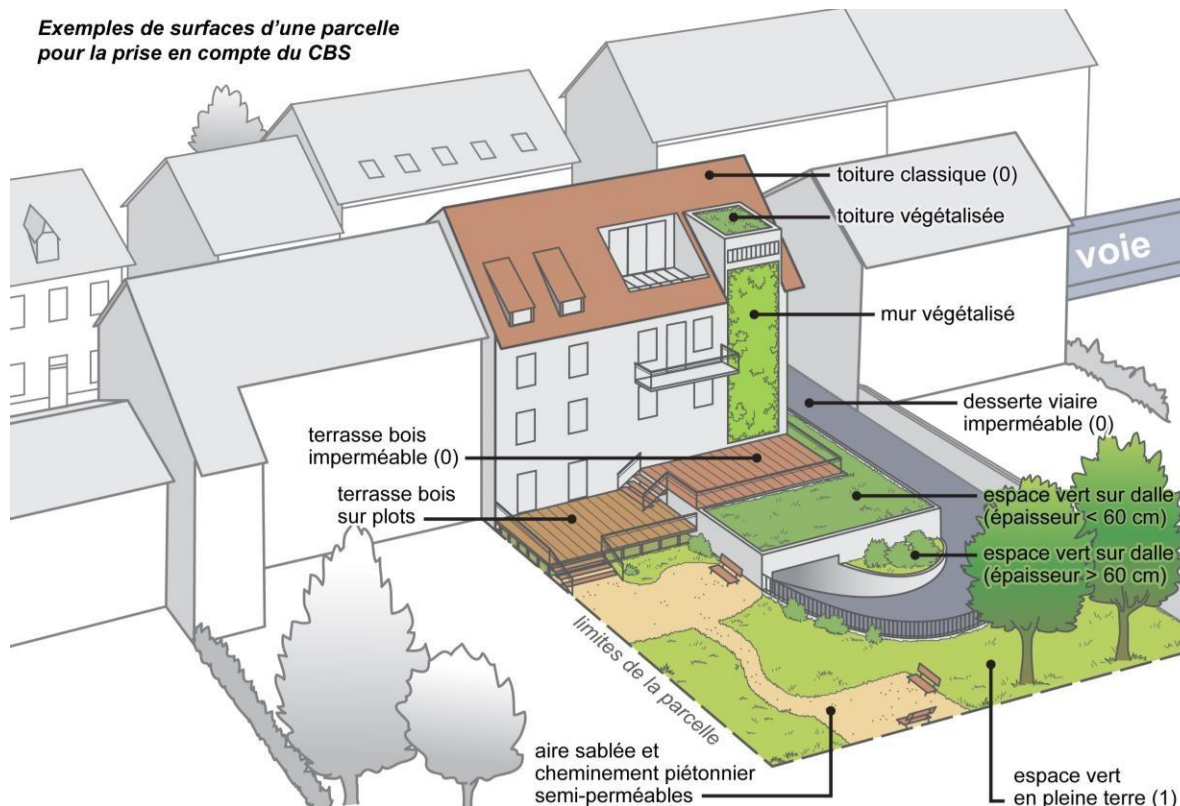 Exemples de surfaces d'une parcelle
pour la prise en compte du CBS
toiture classique (0)
toiture végétalisée
voie
mur végétalisé
desserte viaire
imperméable (0)
terrasse bois
imperméable (0)
terrasse bois
sur plots
espace vert sur dalle
(épaisseur < 60 cm)
espace vert sur dalle
(épaisseur > 60 cm)
limites de la parcelle
aire sablée et
cheminement piétonnier
semi-perméables
espace vert
en pleine terre (1)